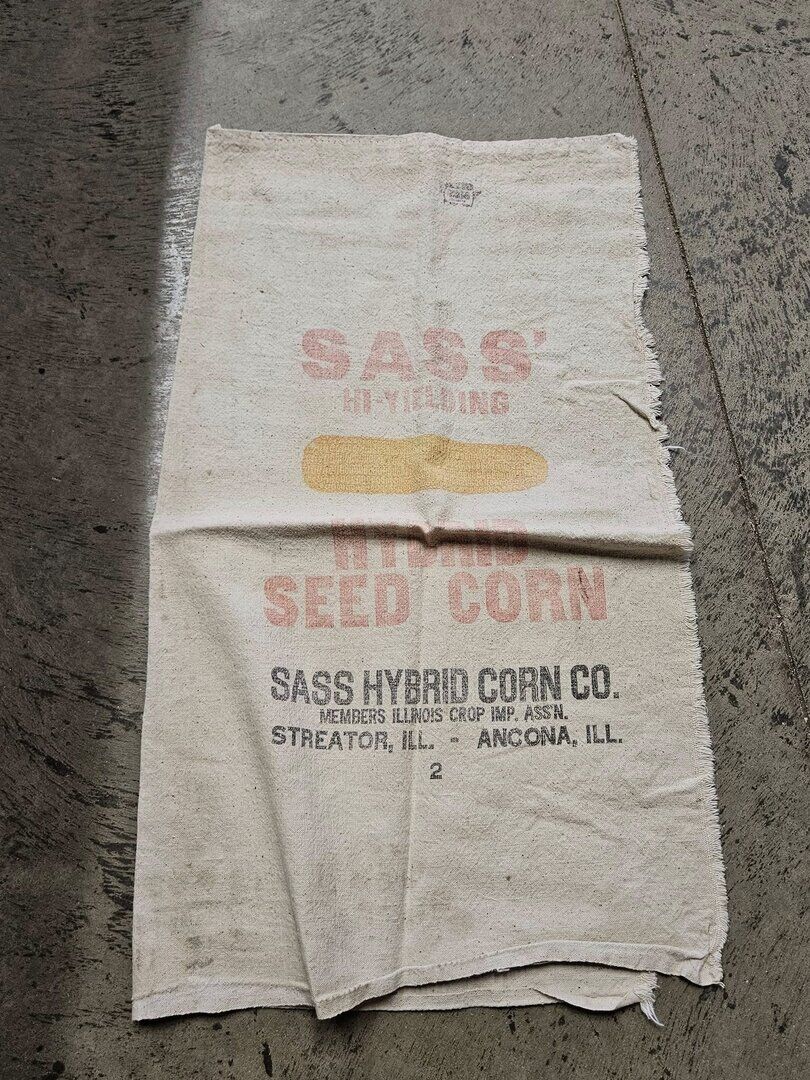 SASS'
HI-YIELDING
HYBRID
SEED CORN
SASS HYBRID CORN CO.
MEMBERS ILLINOIS CROP IMP. ASS'N.
STREATOR, ILL. - ANCONA, ILL.
2